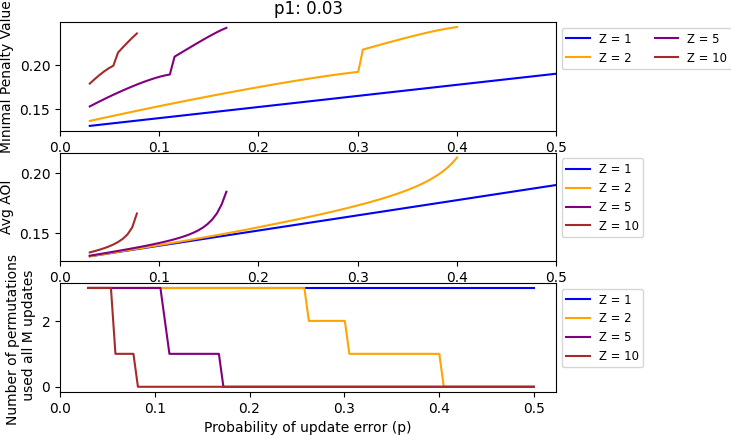 p1: 0.03
Minimal Penalty Value
0.20
0.15
0.0 0.1 0.2 0.3 0.4 0.5
Z = 1
Z = 2
Z = 5
Z = 10
Avg AOI
0.20
0.15
0.0 0.1 0.2 0.3 0.4 0.5
Z = 1
Z = 2
Z = 5
Z = 10
Number of permutations
used all M updates
2
0
0.0 0.1 0.2 0.3 0.4 0.5
Probability of update error (p)
Z = 1
Z = 2
Z = 5
Z = 10